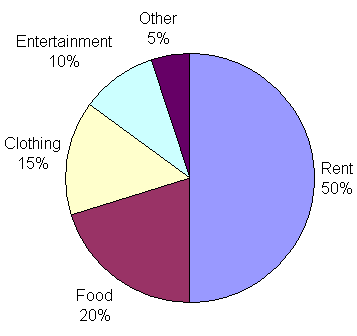 Other
5%
Entertainment
10%
Clothing
15%
Rent
50%
Food
20%